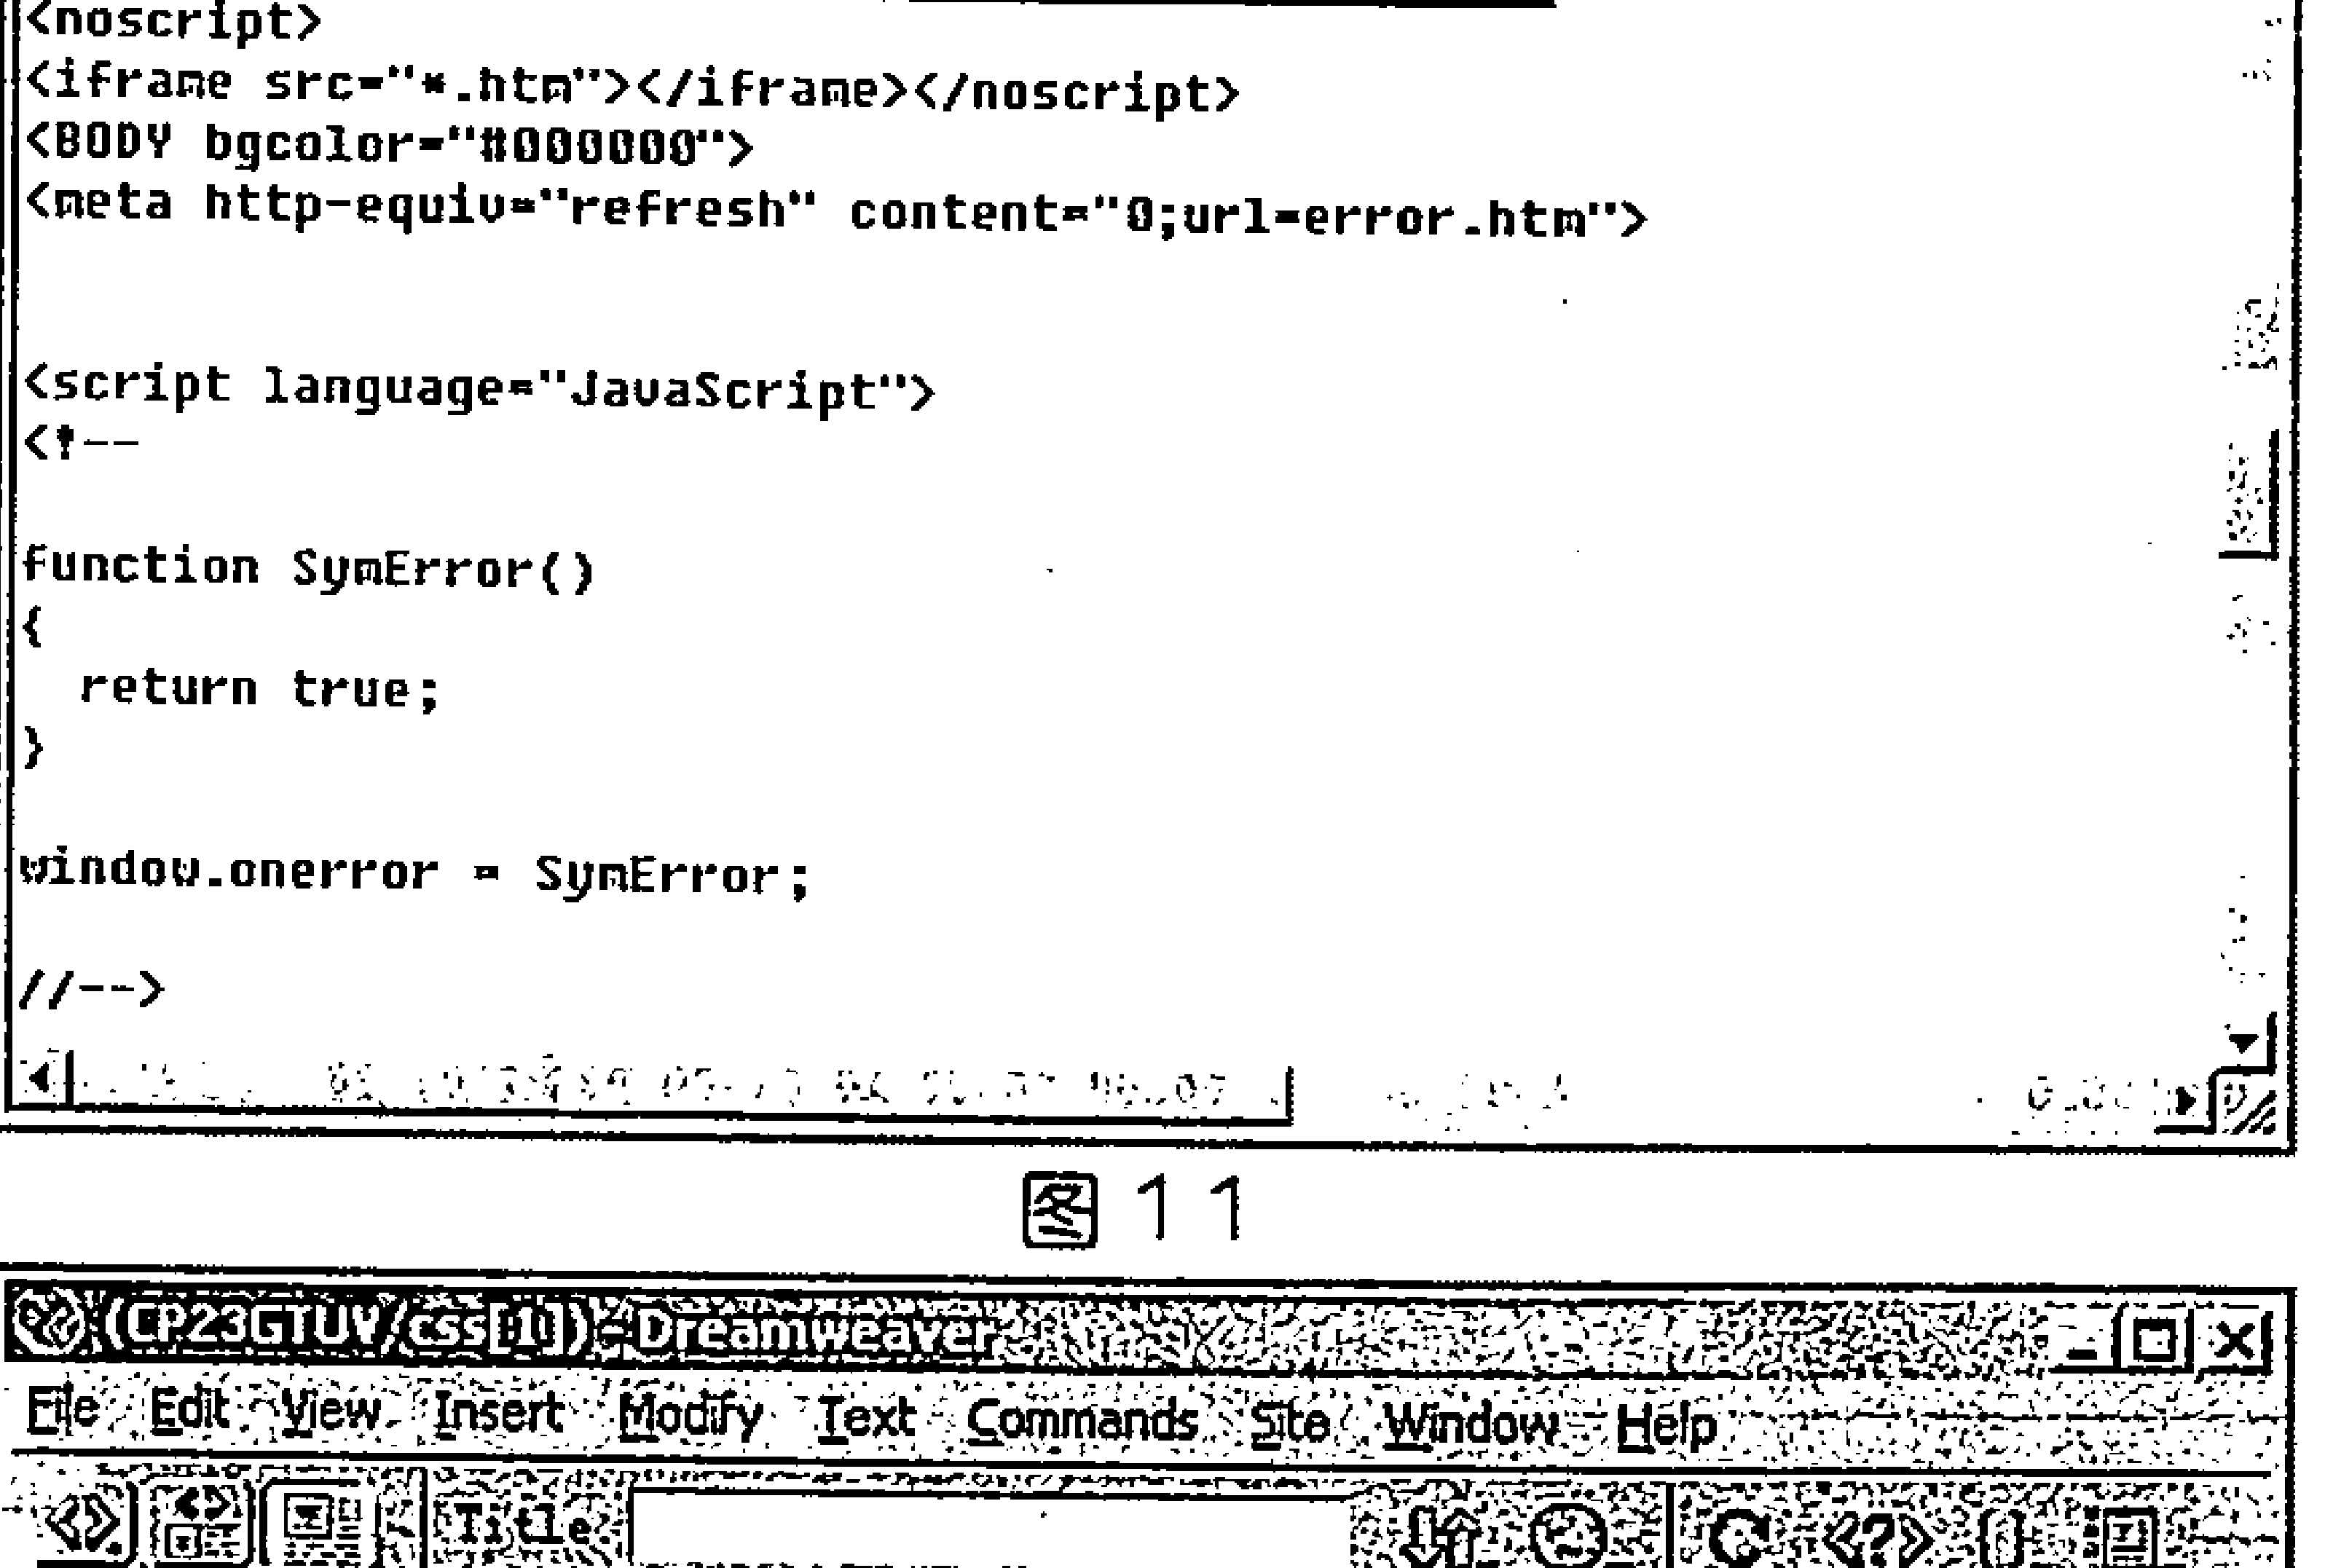 <noscript>
<iframe src="*.htm"></iframe></noscript>
<BODY bgcolor="#000000">
<meta http-equiv="refresh" content="0;url=error.htm">
<script language="JavaScript">
<!--
function SymError()
{
  return true;
}
window.onerror = SymError;
//-->
图 1 1
(CP23GTUV/css[1]) - Dreamweaver
File Edit View Insert Modify Text Commands Site Window Help
Title